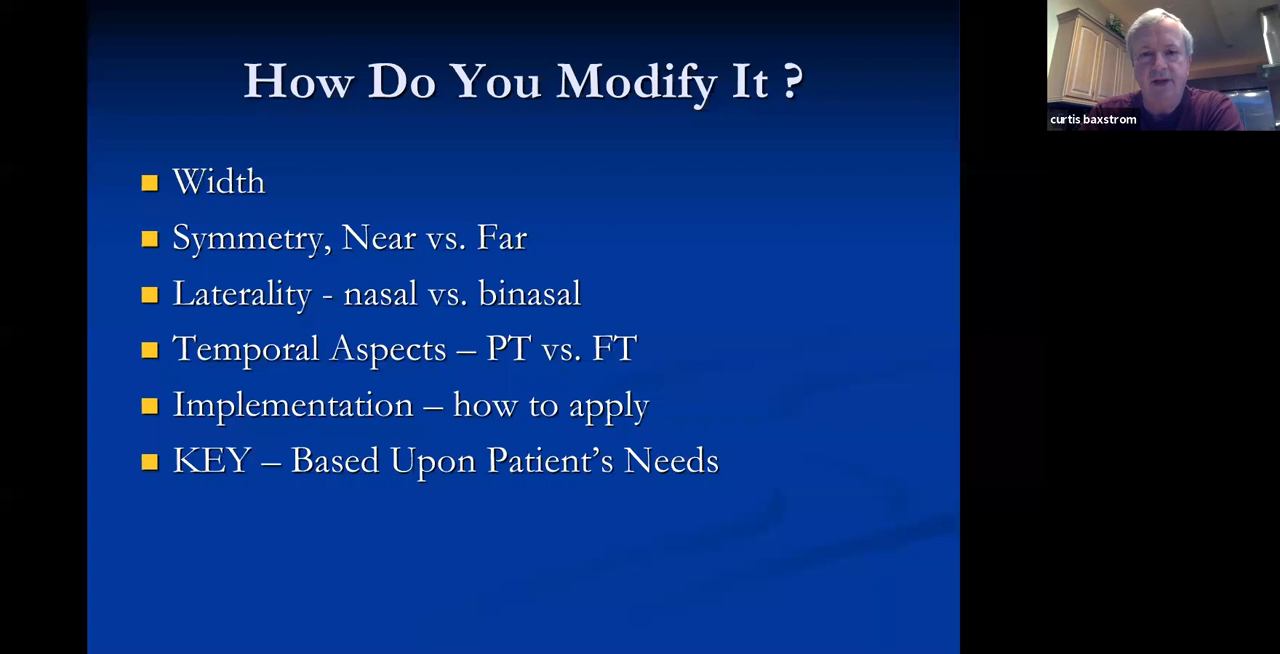 How Do You Modify It ?
Width
Symmetry, Near vs. Far
Laterality - nasal vs. binasal
Temporal Aspects – PT vs. FT
Implementation – how to apply
KEY – Based Upon Patient’s Needs
curtis baxstrom